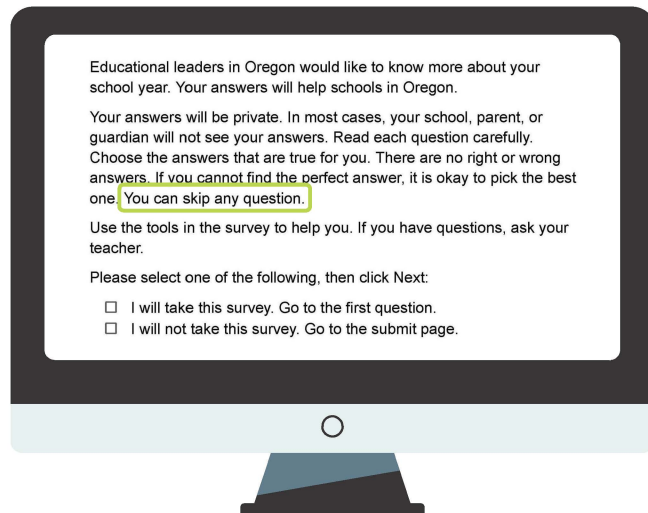 Educational leaders in Oregon would like to know more about your
school year. Your answers will help schools in Oregon.
Your answers will be private. In most cases, your school, parent, or
guardian will not see your answers. Read each question carefully.
Choose the answers that are true for you. There are no right or wrong
answers. If you cannot find the perfect answer, it is okay to pick the best
one. You can skip any question.
Use the tools in the survey to help you. If you have questions, ask your
teacher.
Please select one of the following, then click Next:
☐ I will take this survey. Go to the first question.
☐ I will not take this survey. Go to the submit page.